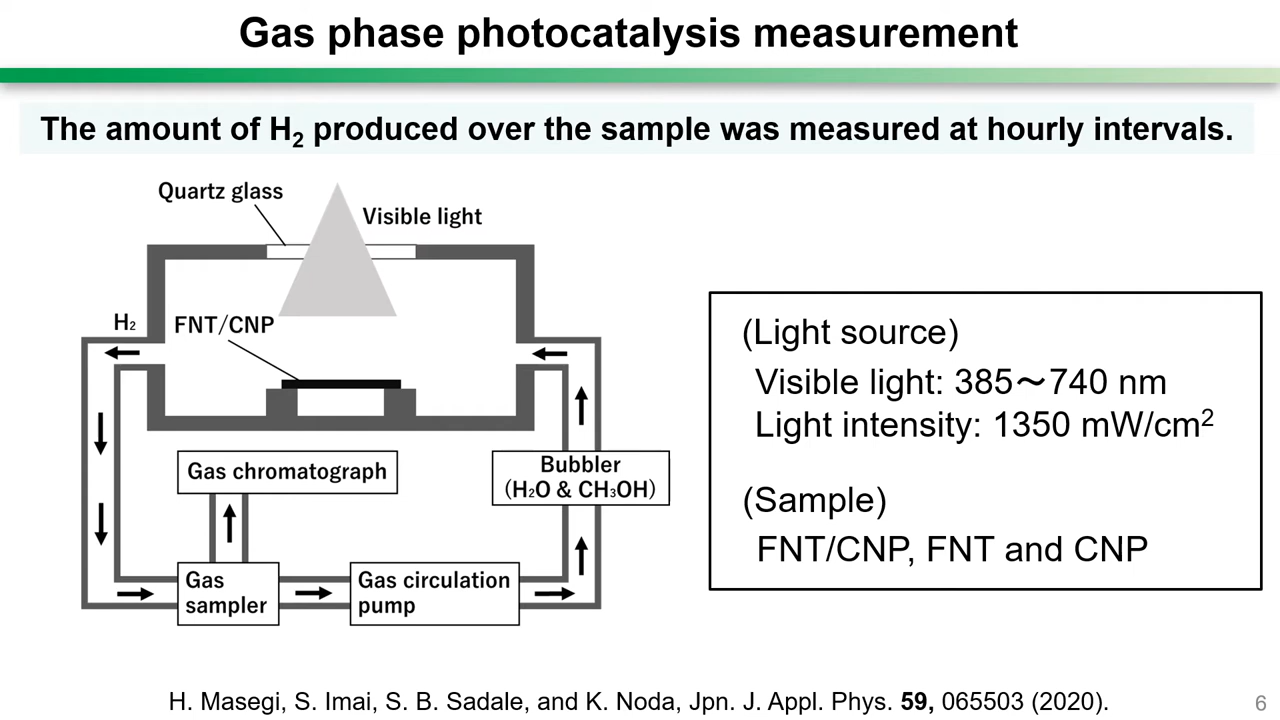 Gas phase photocatalysis measurement
The amount of H₂ produced over the sample was measured at hourly intervals.
Quartz glass
Visible light
H₂
FNT/CNP
Gas chromatograph
Bubbler
(H₂O & CH₃OH)
Gas
sampler
Gas circulation
pump
(Light source)
Visible light: 385～740 nm
Light intensity: 1350 mW/cm²
(Sample)
FNT/CNP, FNT and CNP
H. Masegi, S. Imai, S. B. Sadale, and K. Noda, Jpn. J. Appl. Phys. 59, 065503 (2020).
6